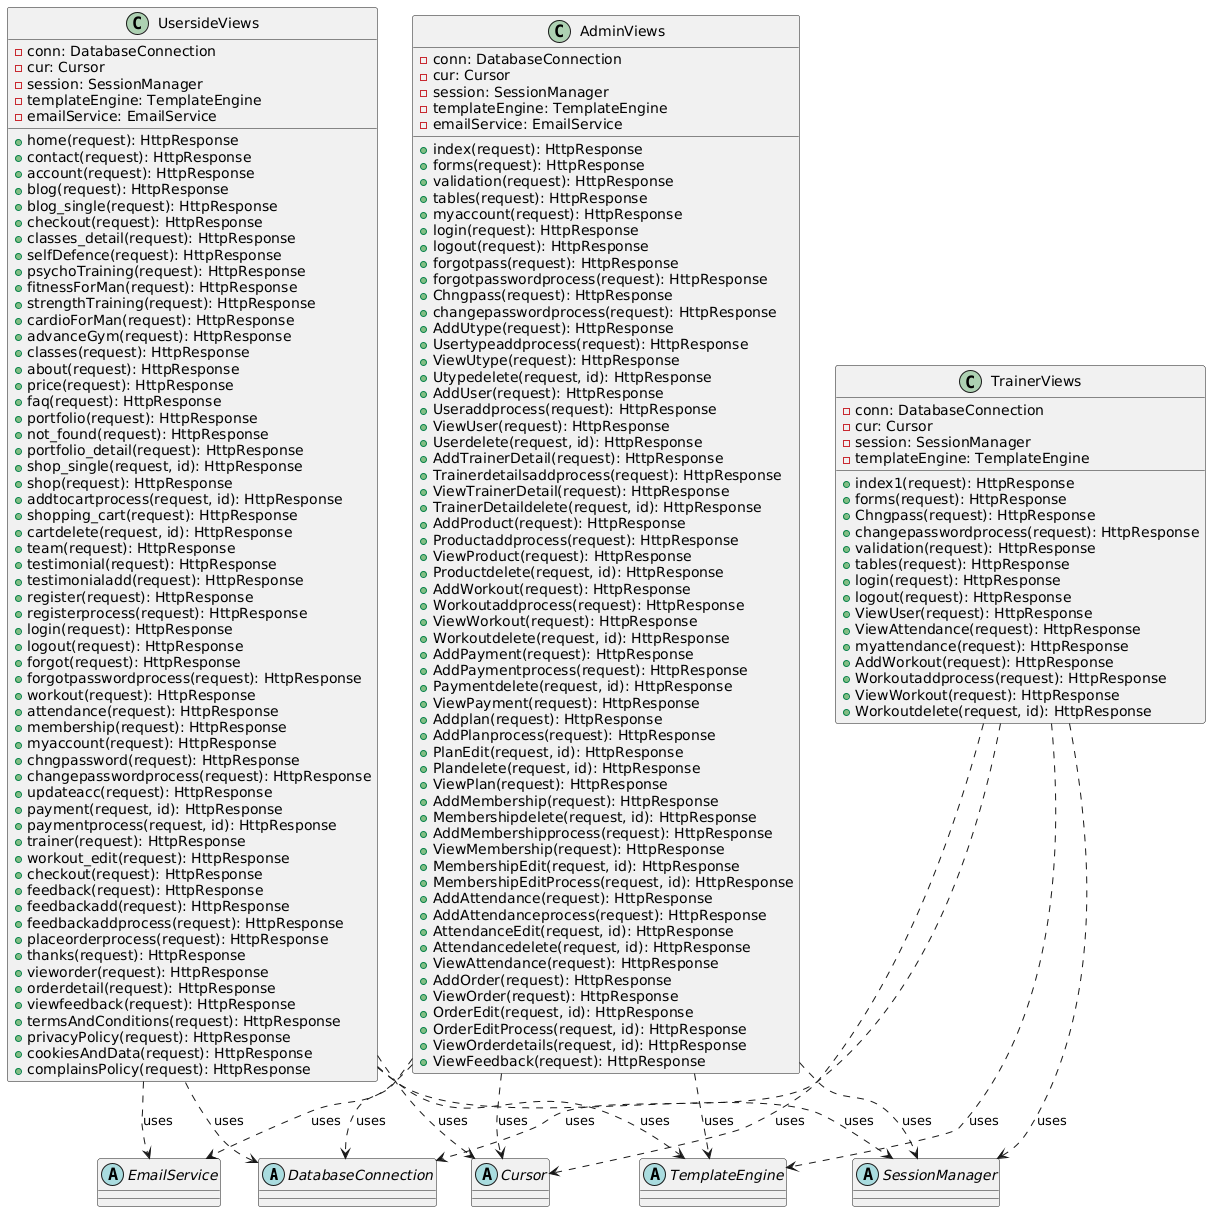 C UsersideViews
conn: DatabaseConnection
cur: Cursor
session: SessionManager
templateEngine: TemplateEngine
emailService: EmailService
home(request): HttpResponse
contact(request): HttpResponse
account(request): HttpResponse
blog(request): HttpResponse
blog_single(request): HttpResponse
checkout(request): HttpResponse
classes_detail(request): HttpResponse
selfDefence(request): HttpResponse
psychoTraining(request): HttpResponse
fitnessForMan(request): HttpResponse
strengthTraining(request): HttpResponse
cardioForMan(request): HttpResponse
advanceGym(request): HttpResponse
classes(request): HttpResponse
about(request): HttpResponse
price(request): HttpResponse
faq(request): HttpResponse
portfolio(request): HttpResponse
not_found(request): HttpResponse
portfolio_detail(request): HttpResponse
shop_single(request, id): HttpResponse
shop(request): HttpResponse
addtocartprocess(request, id): HttpResponse
shopping_cart(request): HttpResponse
cartdelete(request, id): HttpResponse
team(request): HttpResponse
testimonial(request): HttpResponse
testimonialadd(request): HttpResponse
register(request): HttpResponse
registerprocess(request): HttpResponse
login(request): HttpResponse
logout(request): HttpResponse
forgot(request): HttpResponse
forgotpasswordprocess(request): HttpResponse
workout(request): HttpResponse
attendance(request): HttpResponse
membership(request): HttpResponse
myaccount(request): HttpResponse
chngpassword(request): HttpResponse
changepasswordprocess(request): HttpResponse
updateacc(request): HttpResponse
payment(request, id): HttpResponse
paymentprocess(request, id): HttpResponse
trainer(request): HttpResponse
workout_edit(request): HttpResponse
checkout(request): HttpResponse
feedback(request): HttpResponse
feedbackadd(request): HttpResponse
feedbackaddprocess(request): HttpResponse
placeorderprocess(request): HttpResponse
thanks(request): HttpResponse
vieworder(request): HttpResponse
orderdetail(request): HttpResponse
viewfeedback(request): HttpResponse
termsAndConditions(request): HttpResponse
privacyPolicy(request): HttpResponse
cookiesAndData(request): HttpResponse
complainsPolicy(request): HttpResponse
C AdminViews
conn: DatabaseConnection
cur: Cursor
session: SessionManager
templateEngine: TemplateEngine
emailService: EmailService
index(request): HttpResponse
forms(request): HttpResponse
validation(request): HttpResponse
tables(request): HttpResponse
myaccount(request): HttpResponse
login(request): HttpResponse
logout(request): HttpResponse
forgotpass(request): HttpResponse
forgotpasswordprocess(request): HttpResponse
Chngpass(request): HttpResponse
changepasswordprocess(request): HttpResponse
AddUtype(request): HttpResponse
Usertypeaddprocess(request): HttpResponse
ViewUtype(request): HttpResponse
Utypedelete(request, id): HttpResponse
AddUser(request): HttpResponse
Useraddprocess(request): HttpResponse
ViewUser(request): HttpResponse
Userdelete(request, id): HttpResponse
AddTrainerDetail(request): HttpResponse
Trainerdetailsaddprocess(request): HttpResponse
ViewTrainerDetail(request): HttpResponse
TrainerDetaildelete(request, id): HttpResponse
AddProduct(request): HttpResponse
Productaddprocess(request): HttpResponse
ViewProduct(request): HttpResponse
Productdelete(request, id): HttpResponse
AddWorkout(request): HttpResponse
Workoutaddprocess(request): HttpResponse
ViewWorkout(request): HttpResponse
Workoutdelete(request, id): HttpResponse
AddPayment(request): HttpResponse
AddPaymentprocess(request): HttpResponse
Paymentdelete(request, id): HttpResponse
ViewPayment(request): HttpResponse
Addplan(request): HttpResponse
AddPlanprocess(request): HttpResponse
PlanEdit(request, id): HttpResponse
Plandelete(request, id): HttpResponse
ViewPlan(request): HttpResponse
AddMembership(request): HttpResponse
Membershipdelete(request, id): HttpResponse
AddMembershipprocess(request): HttpResponse
ViewMembership(request): HttpResponse
MembershipEdit(request, id): HttpResponse
MembershipEditProcess(request, id): HttpResponse
AddAttendance(request): HttpResponse
AddAttendanceprocess(request): HttpResponse
AttendanceEdit(request, id): HttpResponse
Attendancedelete(request, id): HttpResponse
ViewAttendance(request): HttpResponse
AddOrder(request): HttpResponse
ViewOrder(request): HttpResponse
OrderEdit(request, id): HttpResponse
OrderEditProcess(request, id): HttpResponse
ViewOrderdetails(request, id): HttpResponse
ViewFeedback(request): HttpResponse
C TrainerViews
conn: DatabaseConnection
cur: Cursor
session: SessionManager
templateEngine: TemplateEngine
index1(request): HttpResponse
forms(request): HttpResponse
Chngpass(request): HttpResponse
changepasswordprocess(request): HttpResponse
validation(request): HttpResponse
tables(request): HttpResponse
login(request): HttpResponse
logout(request): HttpResponse
ViewUser(request): HttpResponse
ViewAttendance(request): HttpResponse
myattendance(request): HttpResponse
AddWorkout(request): HttpResponse
Workoutaddprocess(request): HttpResponse
ViewWorkout(request): HttpResponse
Workoutdelete(request, id): HttpResponse
uses uses uses uses uses uses uses uses uses uses uses uses uses uses
A EmailService
A DatabaseConnection
A Cursor
A TemplateEngine
A SessionManager